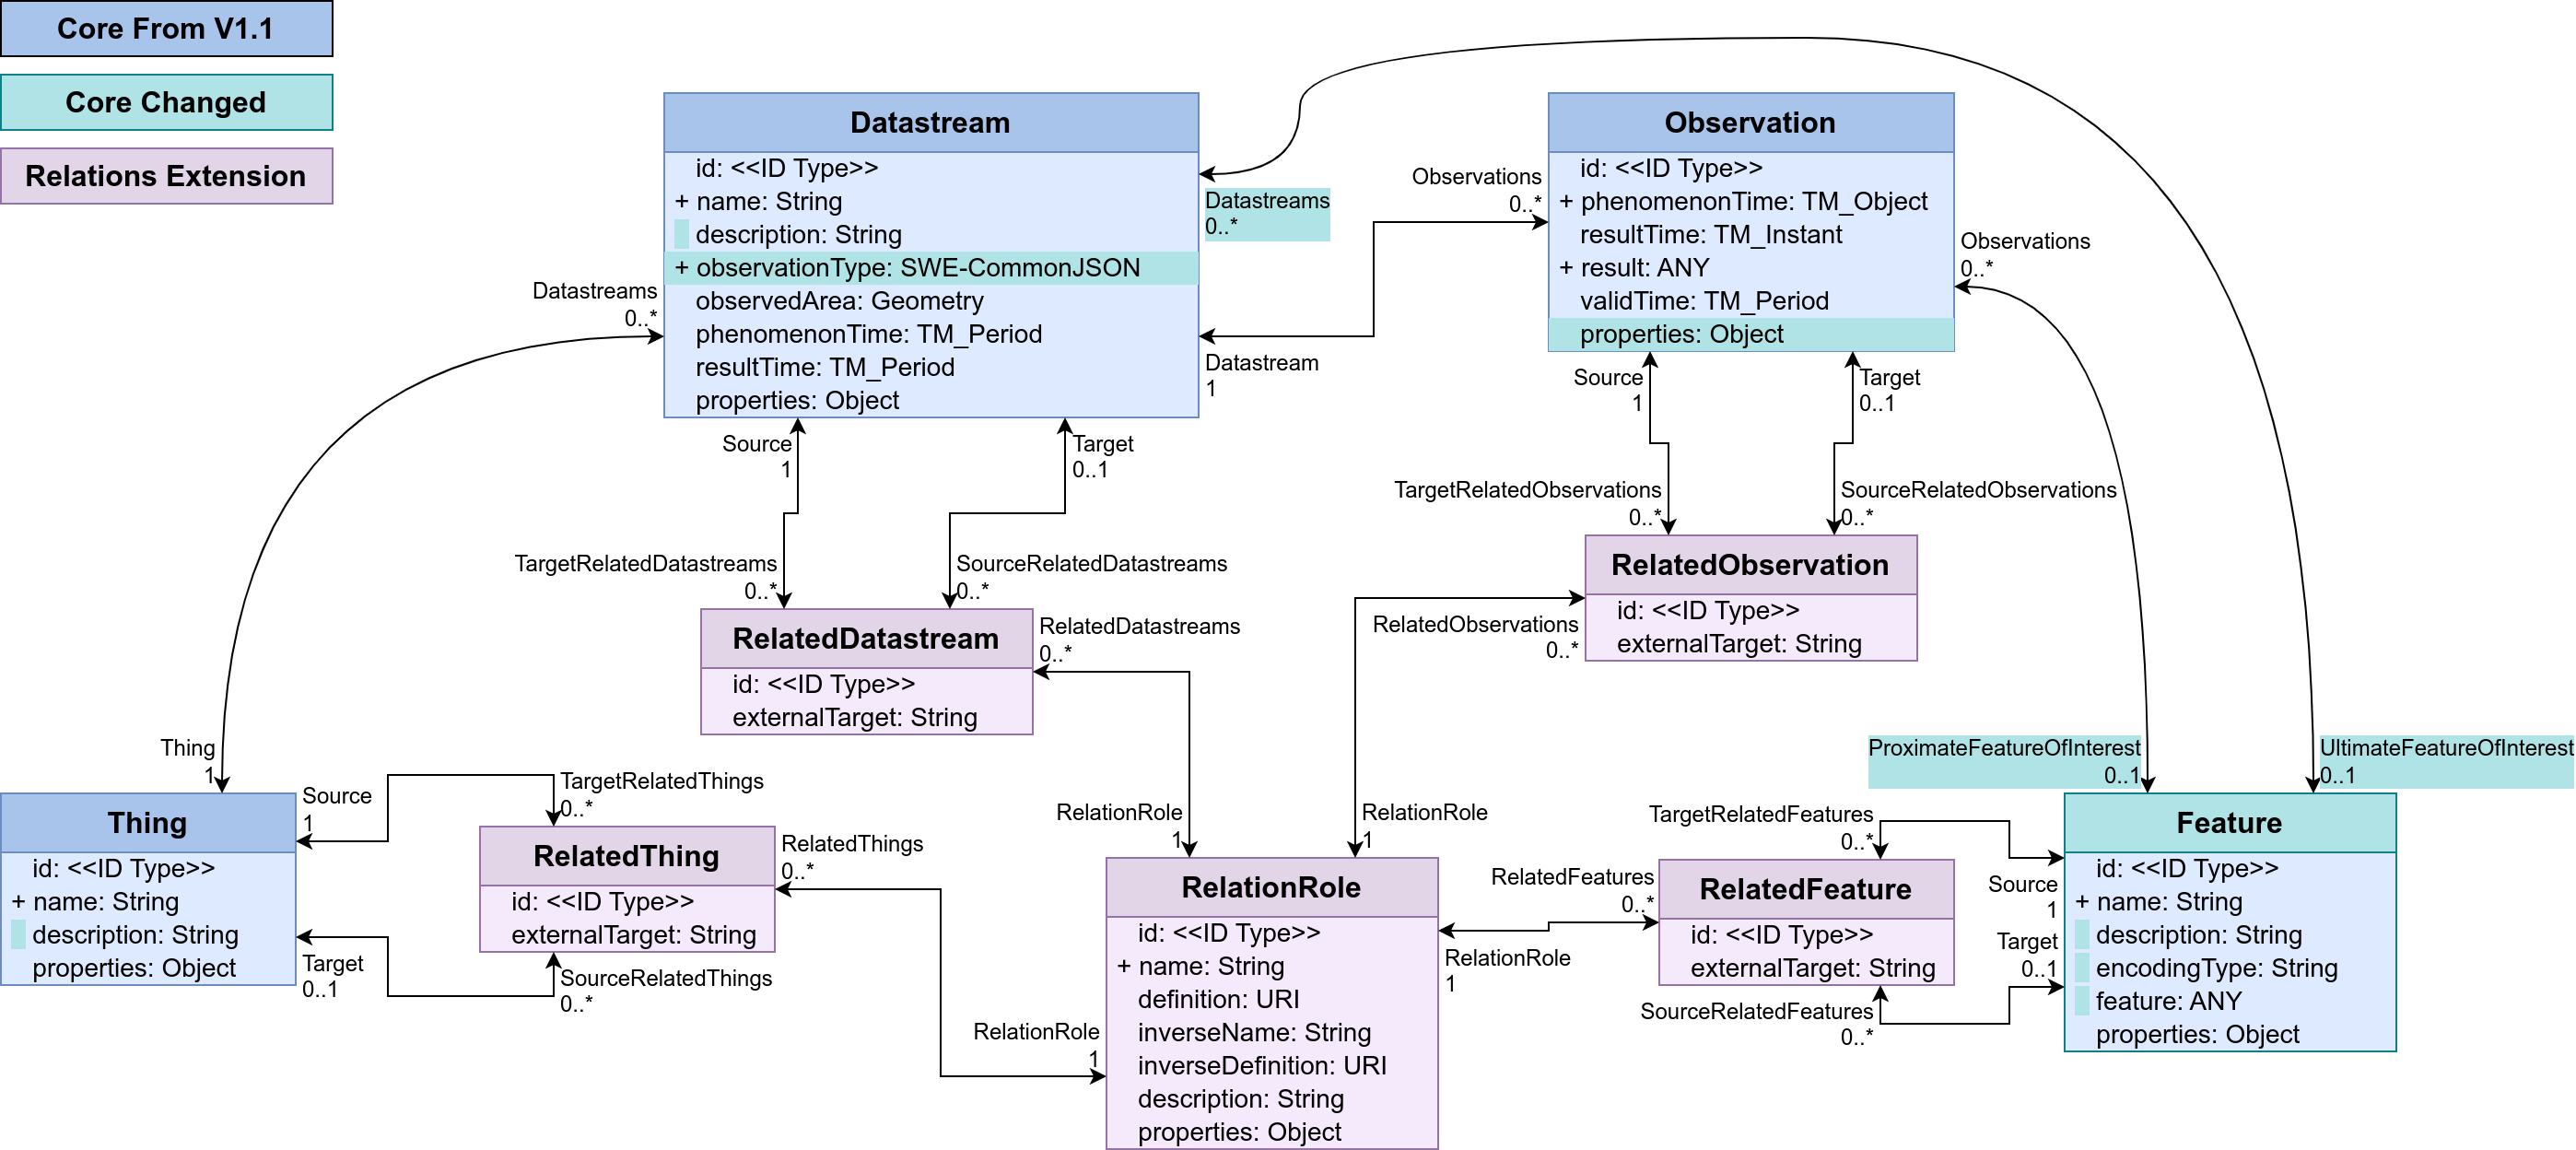 Core From V1.1
Core Changed
Relations Extension
Datastream
id: <<ID Type>>
+ name: String
description: String
+ observationType: SWE-CommonJSON
observedArea: Geometry
phenomenonTime: TM_Period
resultTime: TM_Period
properties: Object
Observation
id: <<ID Type>>
+ phenomenonTime: TM_Object
resultTime: TM_Instant
+ result: ANY
validTime: TM_Period
properties: Object
Datastreams
0..*
Observations
0..*
Observations
0..*
Datastreams
0..*
Datastream
1
Source
1
Target
0..1
Source
1
Target
0..1
TargetRelatedObservations
0..*
SourceRelatedObservations
0..*
TargetRelatedDatastreams
0..*
SourceRelatedDatastreams
0..*
RelatedObservation
id: <<ID Type>>
externalTarget: String
RelatedDatastream
id: <<ID Type>>
externalTarget: String
RelatedDatastreams
0..*
RelatedObservations
0..*
Thing
1
ProximateFeatureOfInterest
0..1
UltimateFeatureOfInterest
0..1
Thing
id: <<ID Type>>
+ name: String
description: String
properties: Object
Source
1
TargetRelatedThings
0..*
Target
0..1
SourceRelatedThings
0..*
RelatedThing
id: <<ID Type>>
externalTarget: String
RelatedThings
0..*
RelationRole
1
RelationRole
1
RelationRole
1
RelationRole
id: <<ID Type>>
+ name: String
definition: URI
inverseName: String
inverseDefinition: URI
description: String
properties: Object
RelationRole
1
RelatedFeatures
0..*
TargetRelatedFeatures
0..*
RelatedFeature
id: <<ID Type>>
externalTarget: String
SourceRelatedFeatures
0..*
Source
1
Target
0..1
Feature
id: <<ID Type>>
+ name: String
description: String
encodingType: String
feature: ANY
properties: Object